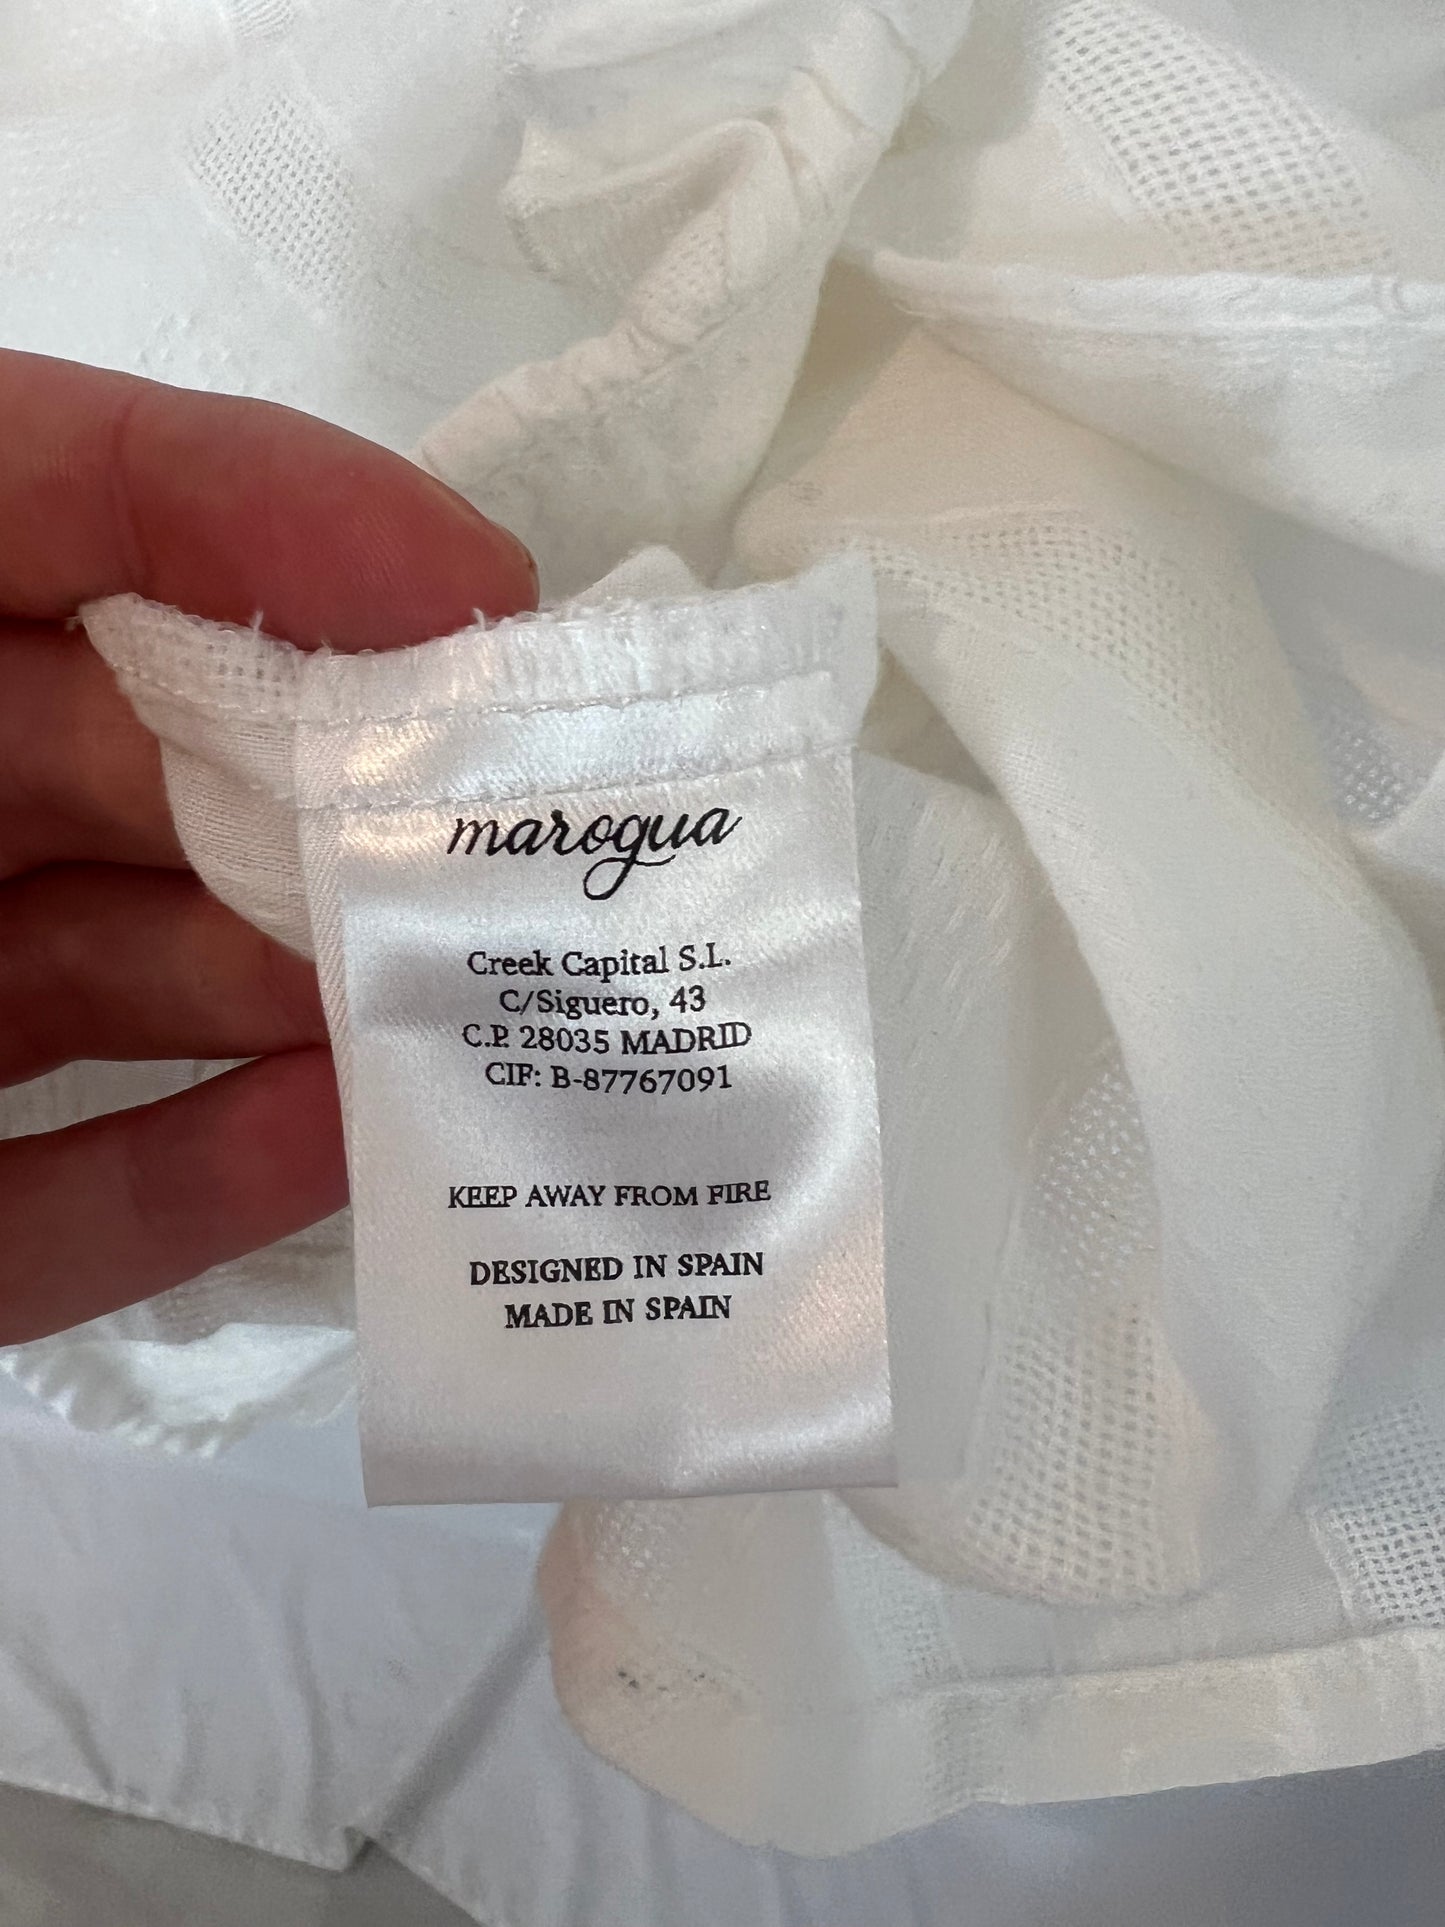 marogua
Creek Capital S.L.
C/Siguero, 43
C.P. 28035 MADRID
CIF: B-87767091
KEEP AWAY FROM FIRE
DESIGNED IN SPAIN
MADE IN SPAIN